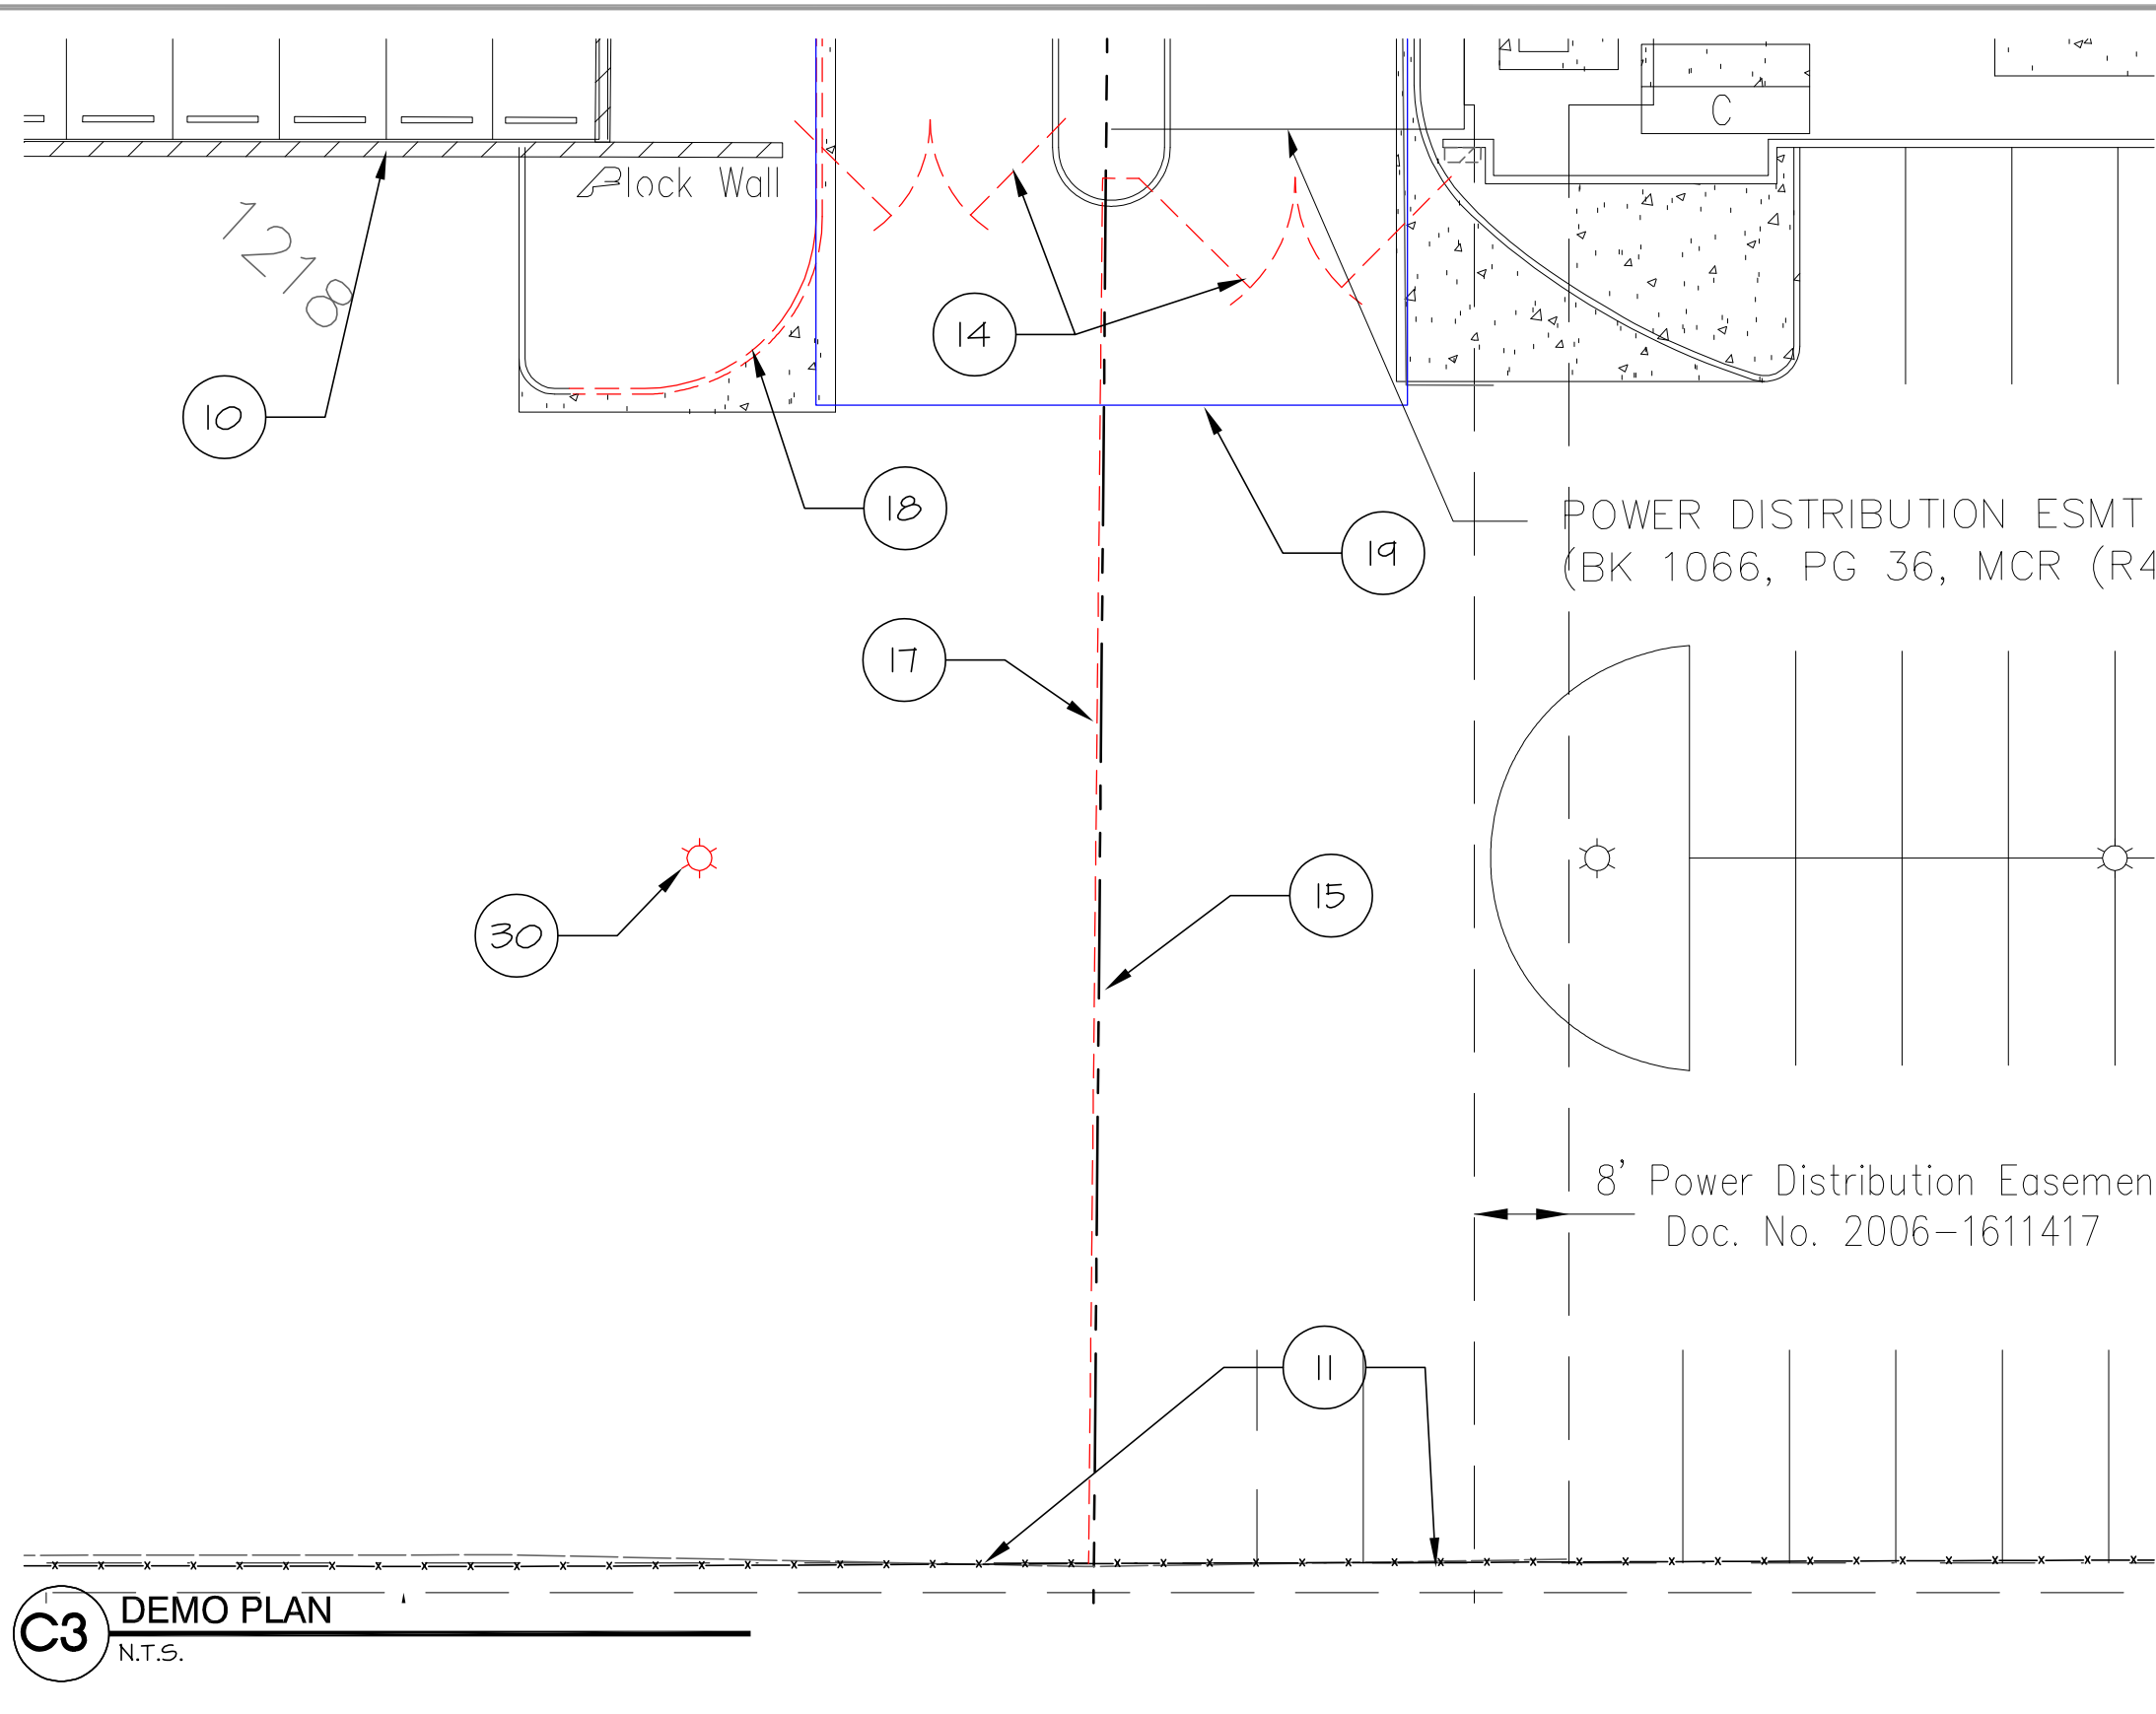 C
Block Wall
1218
14
10
18
19
POWER DISTRIBUTION ESMT
(BK 1066, PG 36, MCR (R4
17
30
15
8' Power Distribution Easemen
Doc. No. 2006-1611417
11
C3
DEMO PLAN
N.T.S.